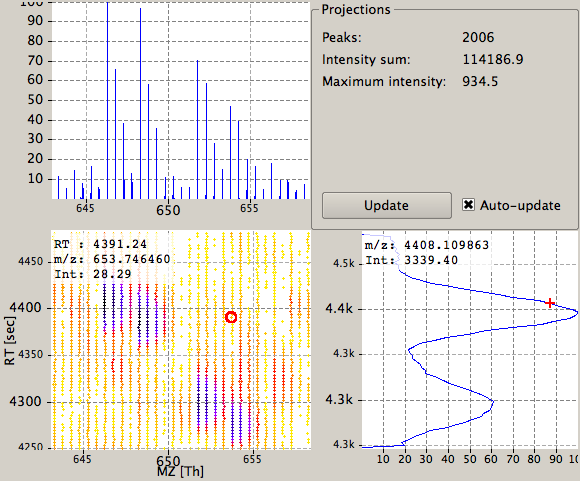 Projections
Peaks: 2006
Intensity sum: 114186.9
Maximum intensity: 934.5
Update
Auto-update
100
90
80
70
60
50
40
30
20
10
645 650 655
RT : 4391.24
m/z: 653.746460
Int: 28.29
4450
4400
4350
4300
4250
RT [sec]
645 650 655
MZ [Th]
m/z: 4408.109863
Int: 3339.40
4.5k
4.4k
4.3k
4.3k
4.3k
10 20 30 40 50 60 70 80 90 10